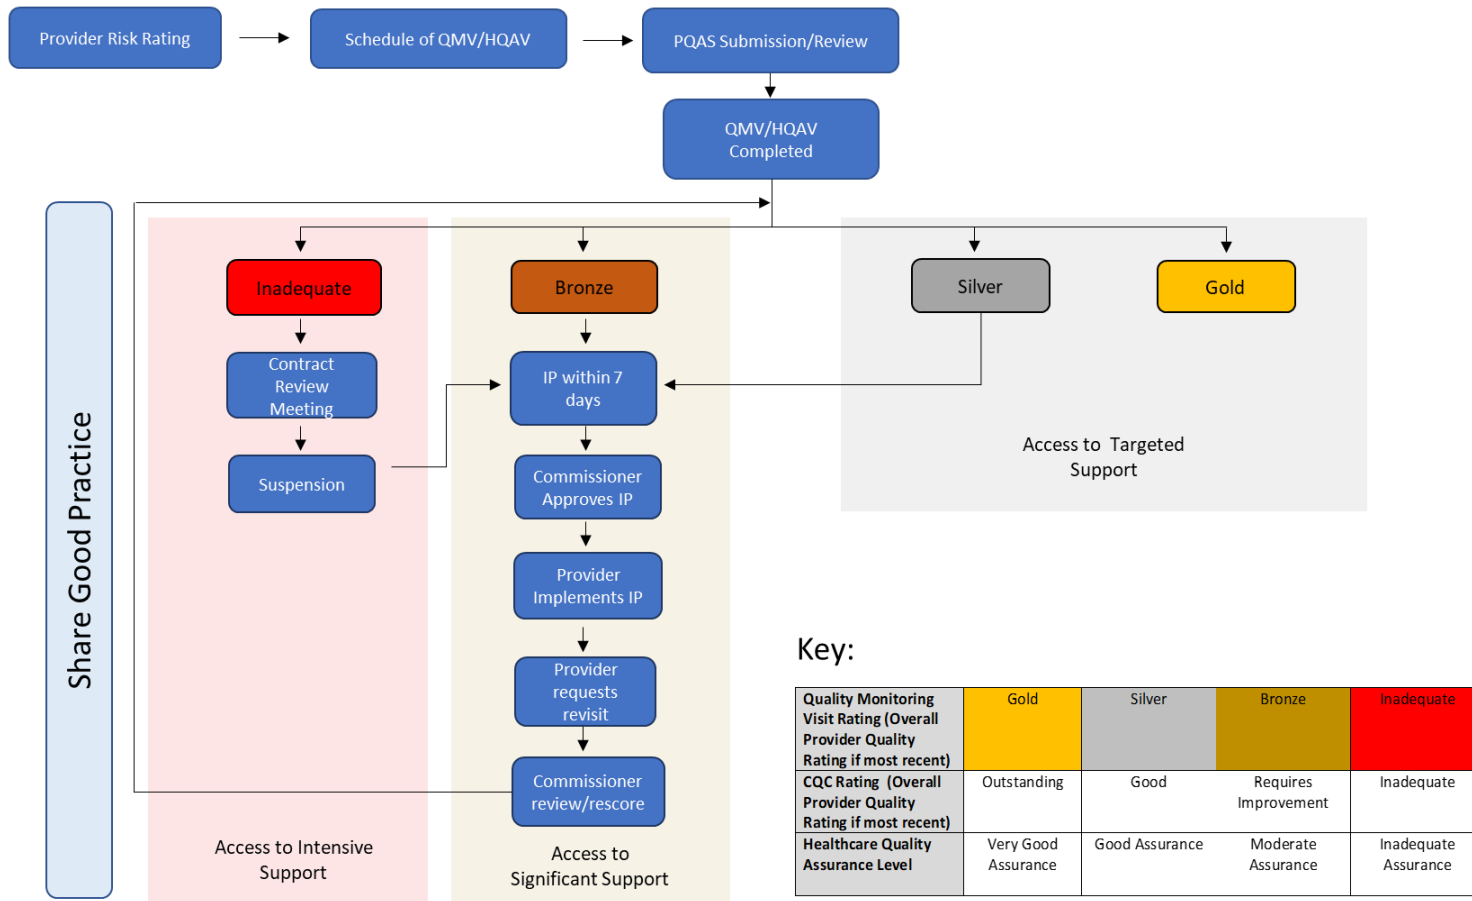 Provider Risk Rating
Schedule of QMV/HQAV
PQAS Submission/Review
QMV/HQAV
Completed
Share Good Practice
Inadequate
Bronze
Silver
Gold
Contract
Review
Meeting
IP within 7
days
Suspension
Commissioner
Approves IP
Access to  Targeted
Support
Provider
Implements IP
Provider
requests
revisit
Commissioner
review/rescore
Access to Intensive
Support
Access to
Significant Support
Key:
Quality Monitoring
Visit Rating (Overall
Provider Quality
Rating if most recent)
Gold
Silver
Bronze
Inadequate
CQC Rating  (Overall
Provider Quality
Rating if most recent)
Outstanding
Good
Requires
Improvement
Inadequate
Healthcare Quality
Assurance Level
Very Good
Assurance
Good Assurance
Moderate
Assurance
Inadequate
Assurance